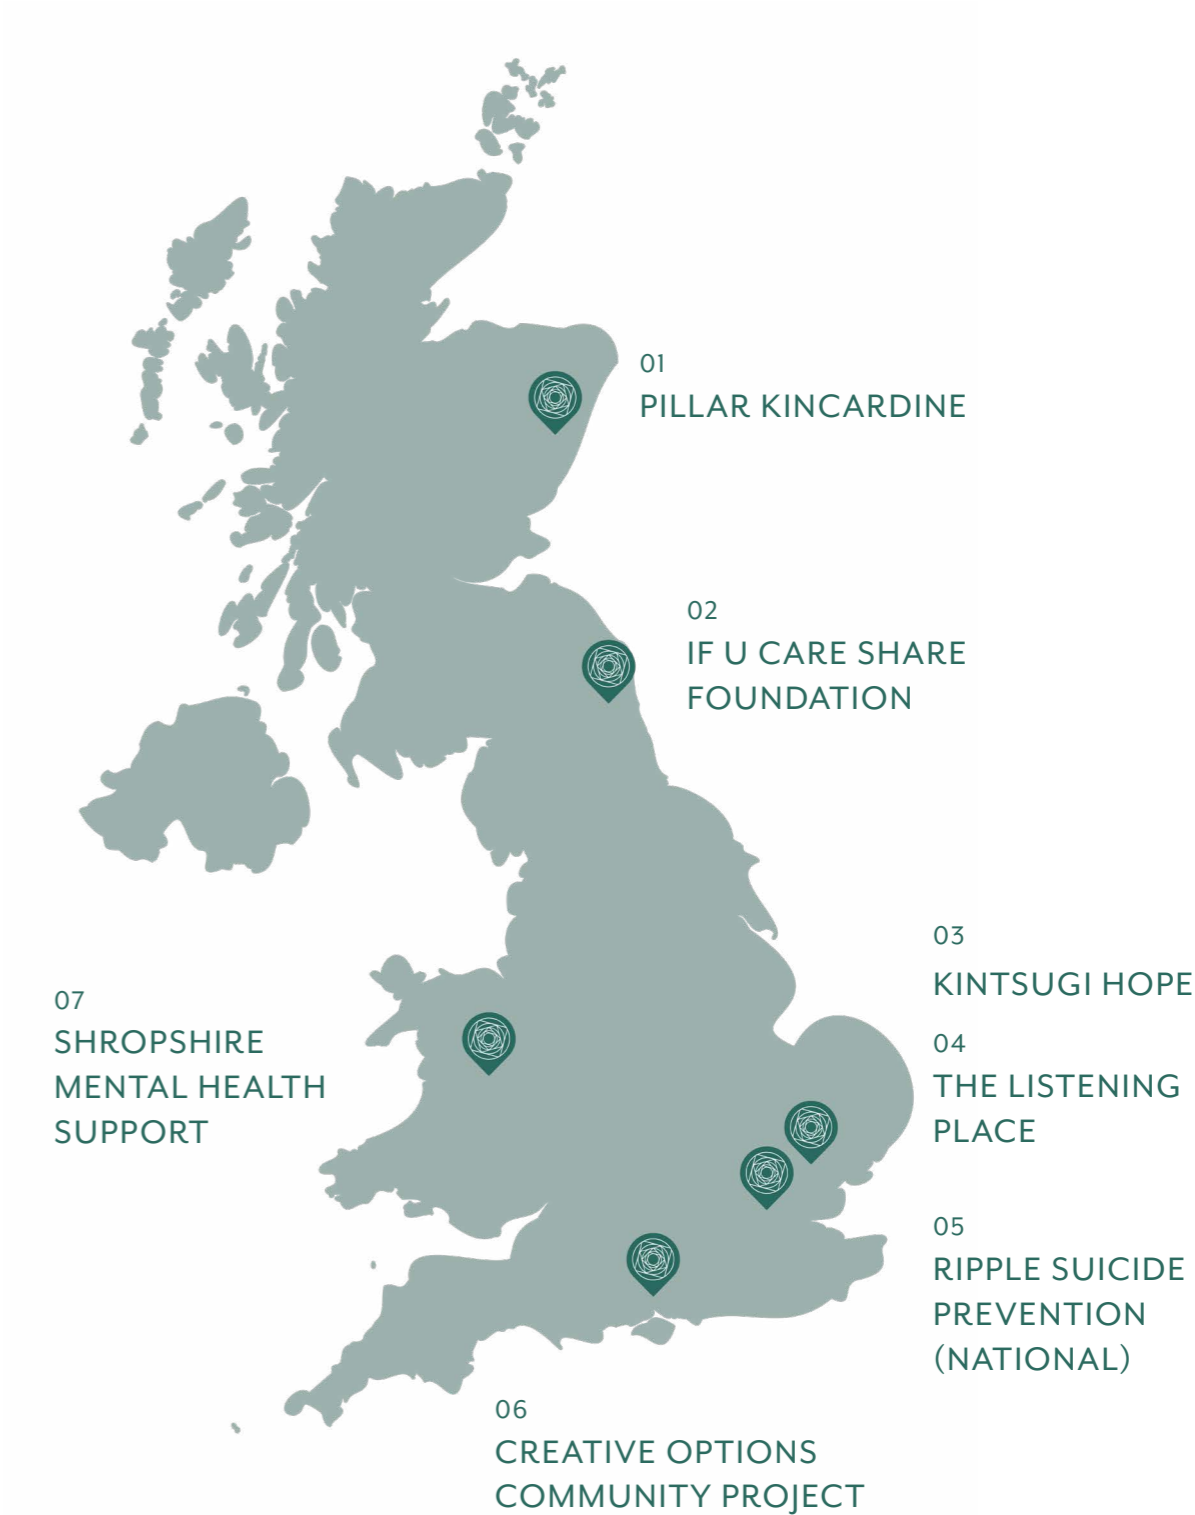 01
PILLAR KINCARDINE
02
IF U CARE SHARE
FOUNDATION
03
KINTSUGI HOPE
04
THE LISTENING
PLACE
05
RIPPLE SUICIDE
PREVENTION
(NATIONAL)
06
CREATIVE OPTIONS
COMMUNITY PROJECT
07
SHROPSHIRE
MENTAL HEALTH
SUPPORT